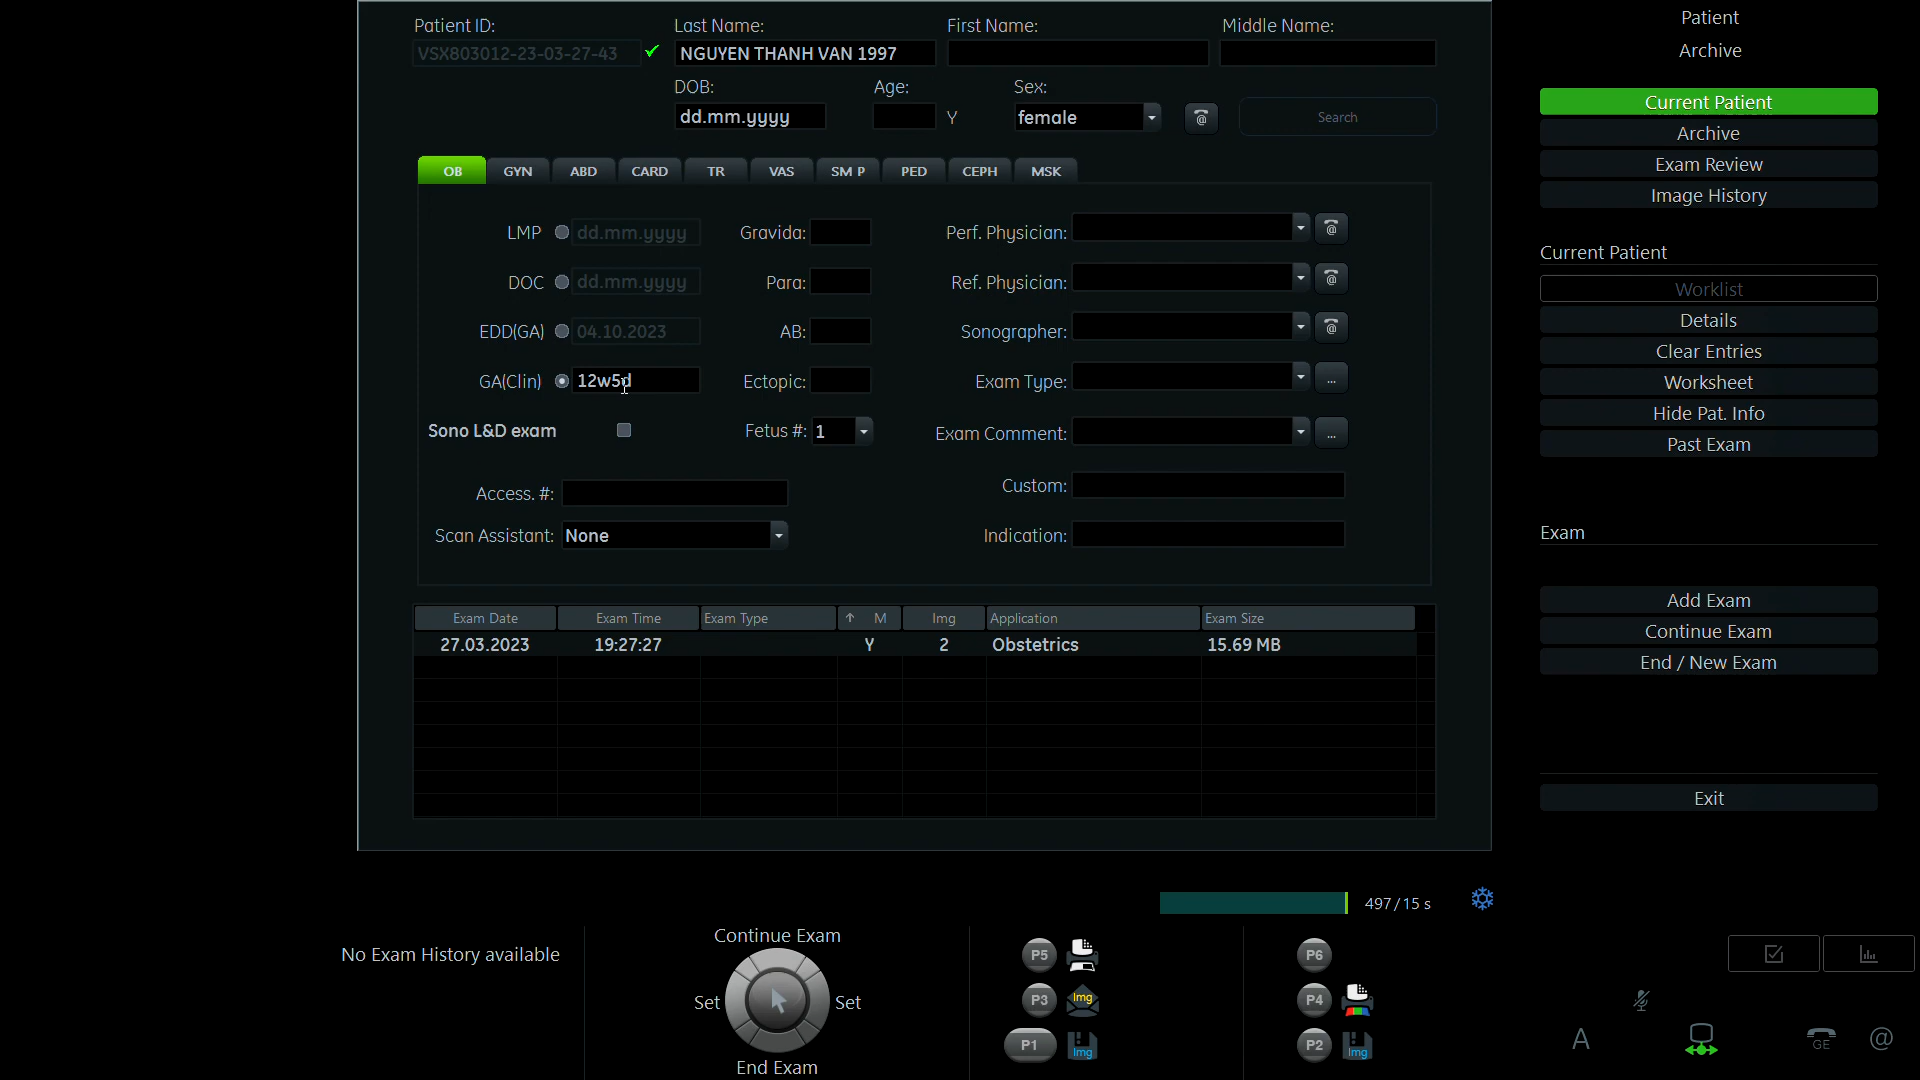 Patient ID:
Last Name:
First Name:
Middle Name:
VSX803012-23-03-27-43
NGUYEN THANH VAN 1997
DOB:
Age:
Sex:
dd.mm.yyyy
Y
female
@
Search
OB
GYN
ABD
CARD
TR
VAS
SM P
PED
CEPH
MSK
LMP
dd.mm.yyyy
Gravida:
Perf. Physician:
@
DOC
dd.mm.yyyy
Para:
Ref. Physician:
@
EDD(GA)
04.10.2023
AB:
Sonographer:
@
GA(Clin)
12w5d
Ectopic:
Exam Type:
...
Sono L&D exam
Fetus #:
1
Exam Comment:
...
Custom:
Access. #:
Scan Assistant:
None
Indication:
Exam Date
Exam Time
Exam Type
M
Img
Application
Exam Size
27.03.2023
19:27:27
Y
2
Obstetrics
15.69 MB
Patient
Archive
Current Patient
Archive
Exam Review
Image History
Current Patient
Worklist
Details
Clear Entries
Worksheet
Hide Pat. Info
Past Exam
Exam
Add Exam
Continue Exam
End / New Exam
Exit
497/15 s
No Exam History available
Continue Exam
Set
Set
End Exam
P5
P3
Img
P1
Img
P6
P4
P2
Img
A
GE
@